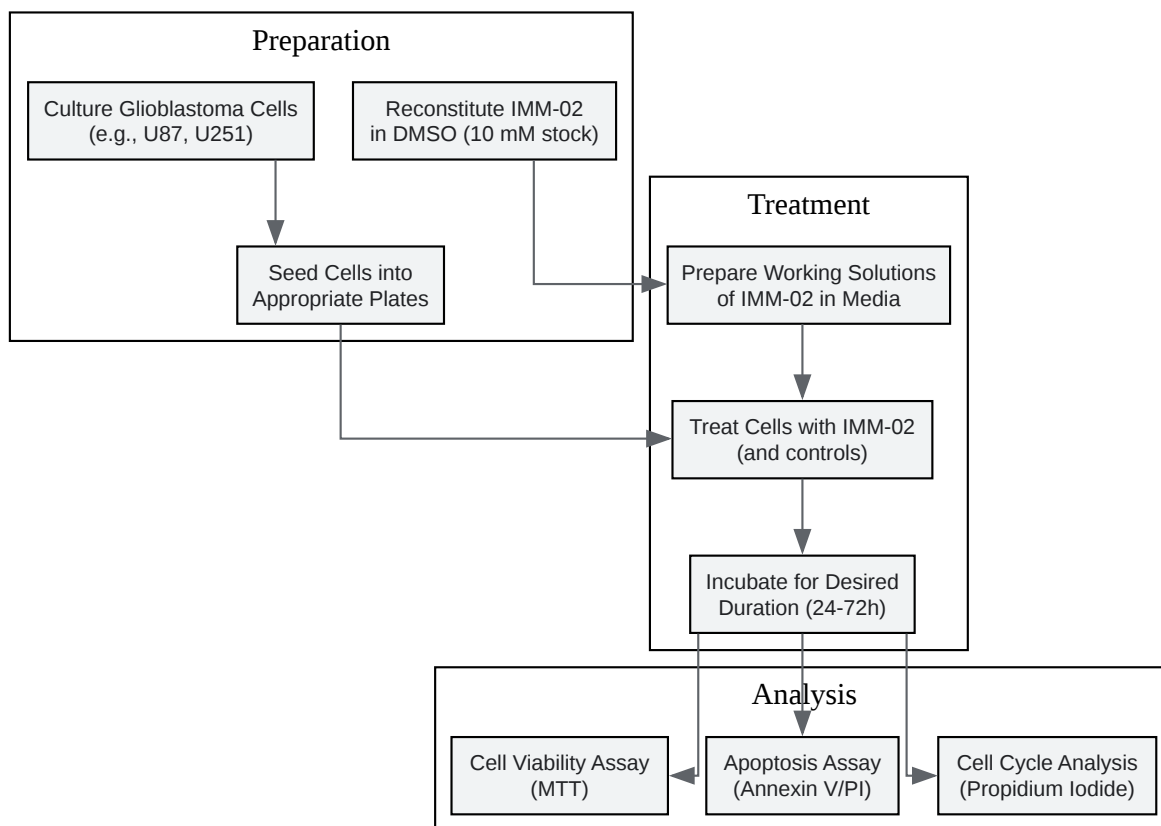 Preparation
Culture Glioblastoma Cells
(e.g., U87, U251)
Reconstitute IMM-02
in DMSO (10 mM stock)
Seed Cells into
Appropriate Plates
Treatment
Prepare Working Solutions
of IMM-02 in Media
Treat Cells with IMM-02
(and controls)
Incubate for Desired
Duration (24-72h)
Analysis
Cell Viability Assay
(MTT)
Apoptosis Assay
(Annexin V/PI)
Cell Cycle Analysis
(Propidium Iodide)